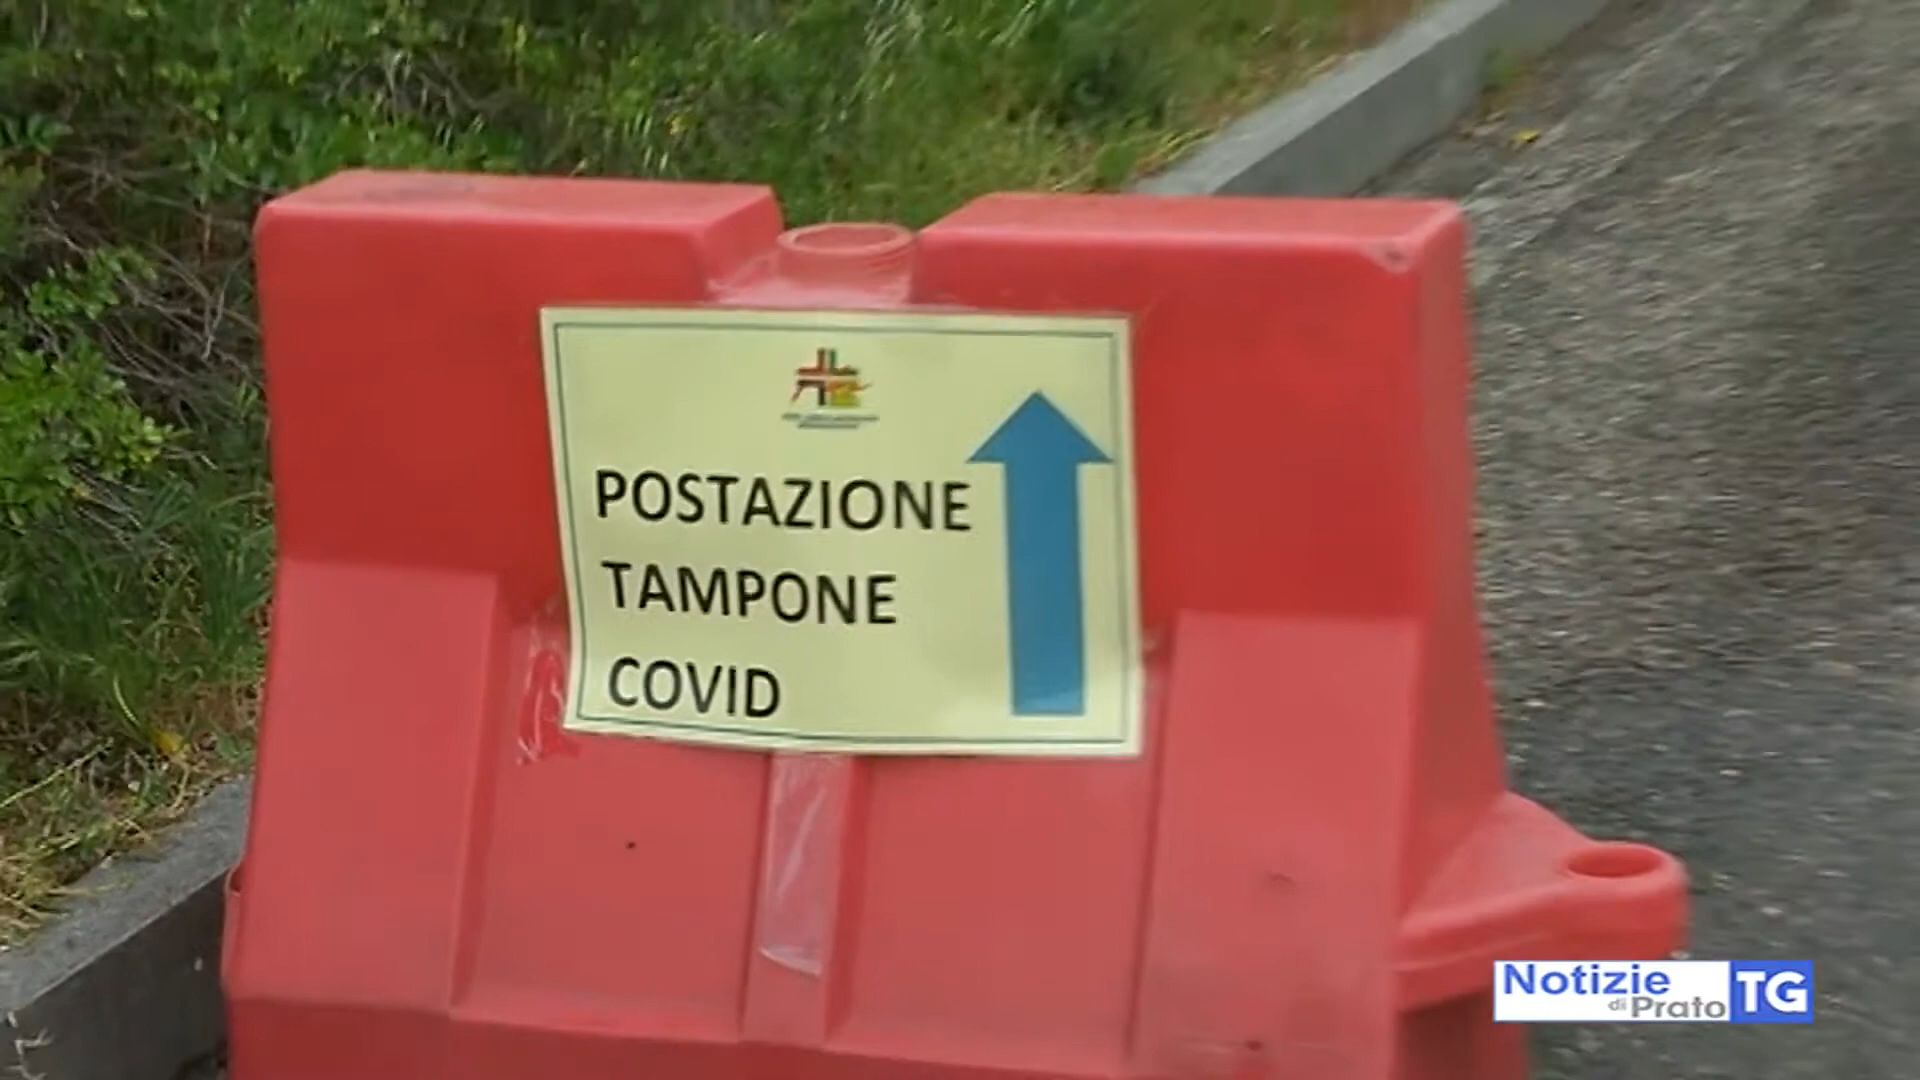 POSTAZIONE
TAMPONE
COVID
Notizie
di Prato
TG